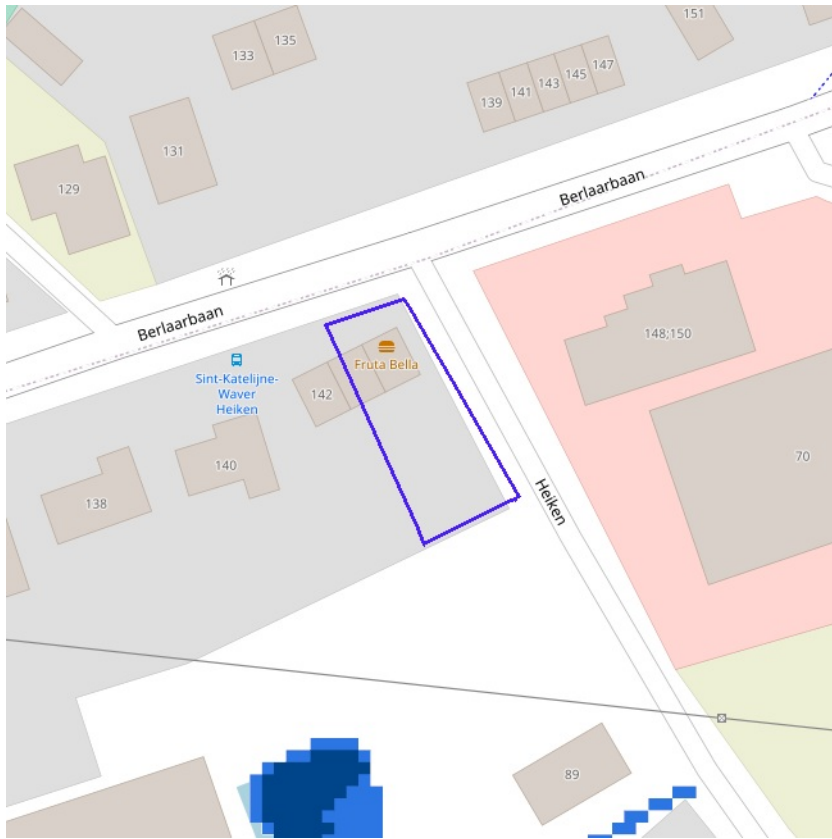 133
135
151
139
141
143
145
147
131
129
Berlaarbaan
Berlaarbaan
148;150
Fruta Bella
Sint-Katelijne-
Waver
Heiken
142
140
138
70
Heiken
89